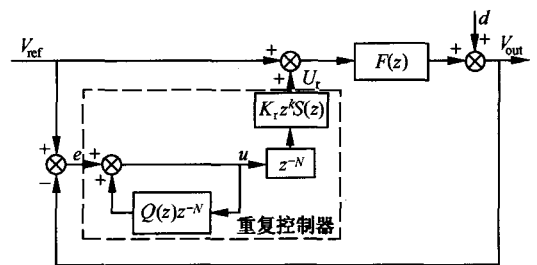 d
V_ref + + V_out
+ U_r F(z) + +
K_r z^k S(z)
+ e + u
− + z^{-N}
Q(z)z^{-N} 重复控制器